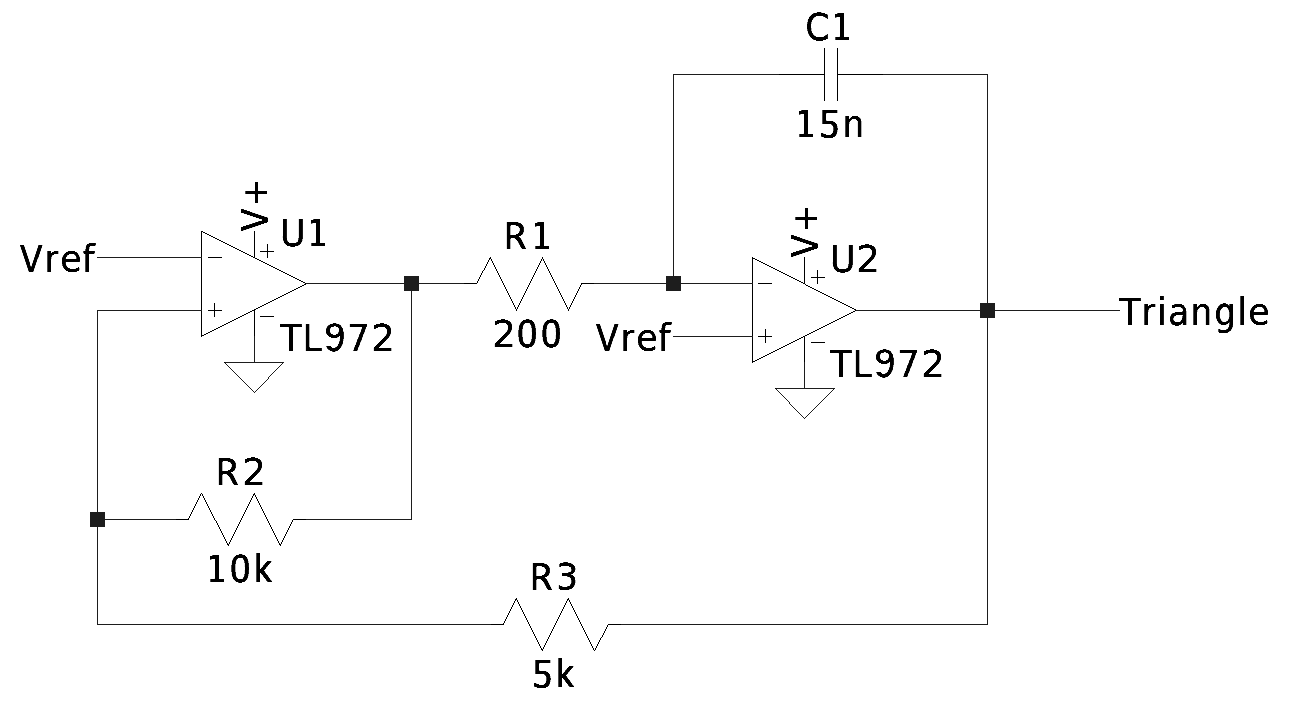 C1
15n
V+
U1
Vref
-
+
+
-
TL972
R1
200
V+
U2
Vref
-
+
+
-
TL972
Triangle
R2
10k
R3
5k